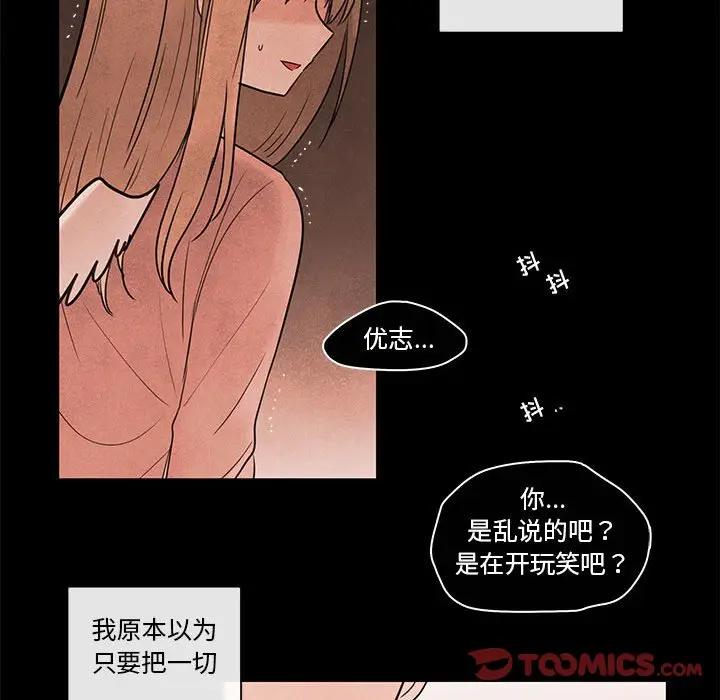 抖
抖
优志...
抖..
你...
是乱说的吧？
是在开玩笑吧？
我原本以为
只要把一切
TOOMICS.COM